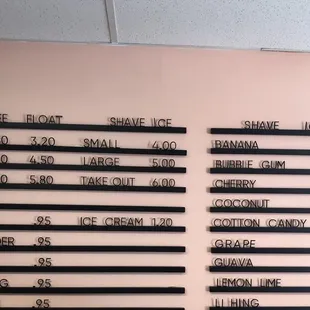 FLOAT SHAVE ICE
3.20 SMALL 4.00
4.50 LARGE 5.00
5.80 TAKE OUT 6.00
.95 ICE CREAM 1.20
.95
.95
.95
.95
SHAVE
BANANA
BUBBLE GUM
CHERRY
COCONUT
COTTON CANDY
GRAPE
GUAVA
LEMON LIME
LI HING